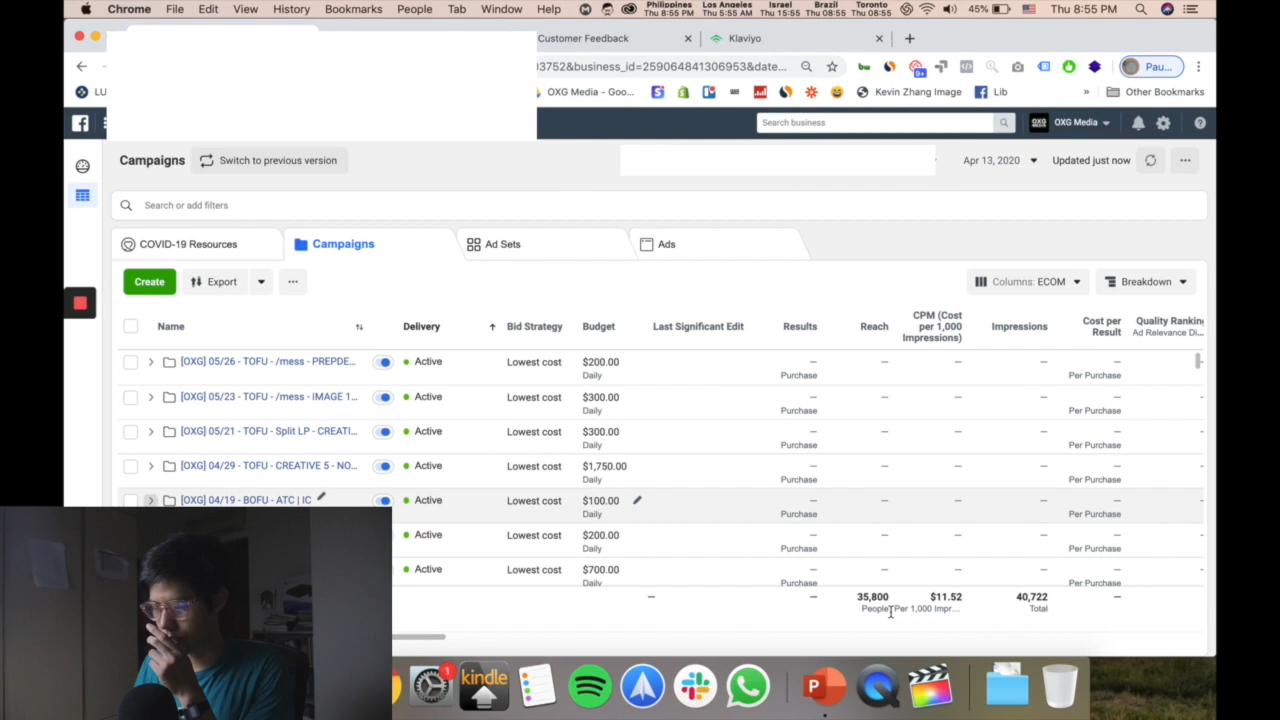 Chrome File Edit View History Bookmarks People Tab Window Help
Philippines Thu 8:55 PM Los Angeles Thu 5:55 AM Israel Thu 15:55 Brazil Thu 08:55 Toronto Thu 08:55 45% Thu 8:55 PM
Customer Feedback Klaviyo
03752&business_id=259064841306953&date... 9+ Pau...
LU OXG Media - Goo... Kevin Zhang Image Lib » Other Bookmarks
Search business OXG Media
Campaigns Switch to previous version Apr 13, 2020 Updated just now
Search or add filters
COVID-19 Resources Campaigns Ad Sets Ads
Create Export Columns: ECOM Breakdown
Name Delivery Bid Strategy Budget Last Significant Edit Results Reach CPM (Cost per 1,000 Impressions) Impressions Cost per Result Quality Ranking Ad Relevance Di...
[OXG] 05/26 - TOFU - /mess - PREPDE... Active Lowest cost $200.00 — — — — —
Daily Purchase Per Purchase
[OXG] 05/23 - TOFU - /mess - IMAGE 1... Active Lowest cost $300.00 — — — — —
Daily Purchase Per Purchase
[OXG] 05/21 - TOFU - Split LP - CREATI... Active Lowest cost $300.00 — — — — —
Daily Purchase Per Purchase
[OXG] 04/29 - TOFU - CREATIVE 5 - NO... Active Lowest cost $1,750.00 — — — — —
Daily Purchase Per Purchase
[OXG] 04/19 - BOFU - ATC | IC Active Lowest cost $100.00 — — — — —
Daily Purchase Per Purchase
Active Lowest cost $200.00 — — — — —
Daily Purchase Per Purchase
Active Lowest cost $700.00 — — — — —
Daily Purchase Per Purchase
— — 35,800 $11.52 40,722 —
People Per 1,000 Impr... Total
1 kindle